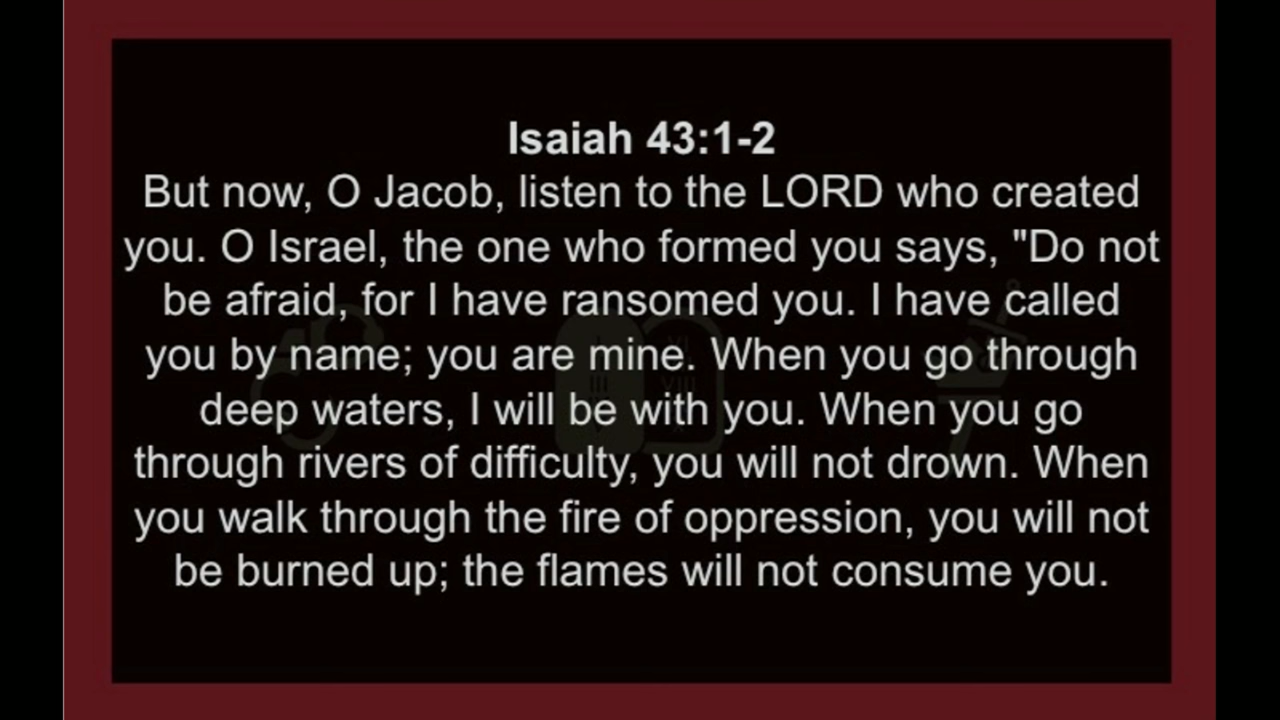 Isaiah 43:1-2
But now, O Jacob, listen to the LORD who created
you. O Israel, the one who formed you says, "Do not
be afraid, for I have ransomed you. I have called
you by name; you are mine. When you go through
deep waters, I will be with you. When you go
through rivers of difficulty, you will not drown. When
you walk through the fire of oppression, you will not
be burned up; the flames will not consume you.